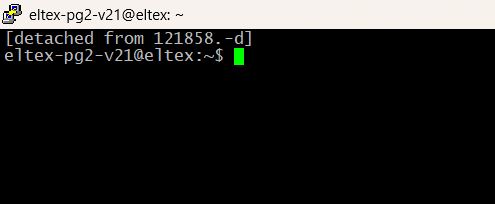 eltex-pg2-v21@eltex: ~
[detached from 121858.-d]
eltex-pg2-v21@eltex:~$